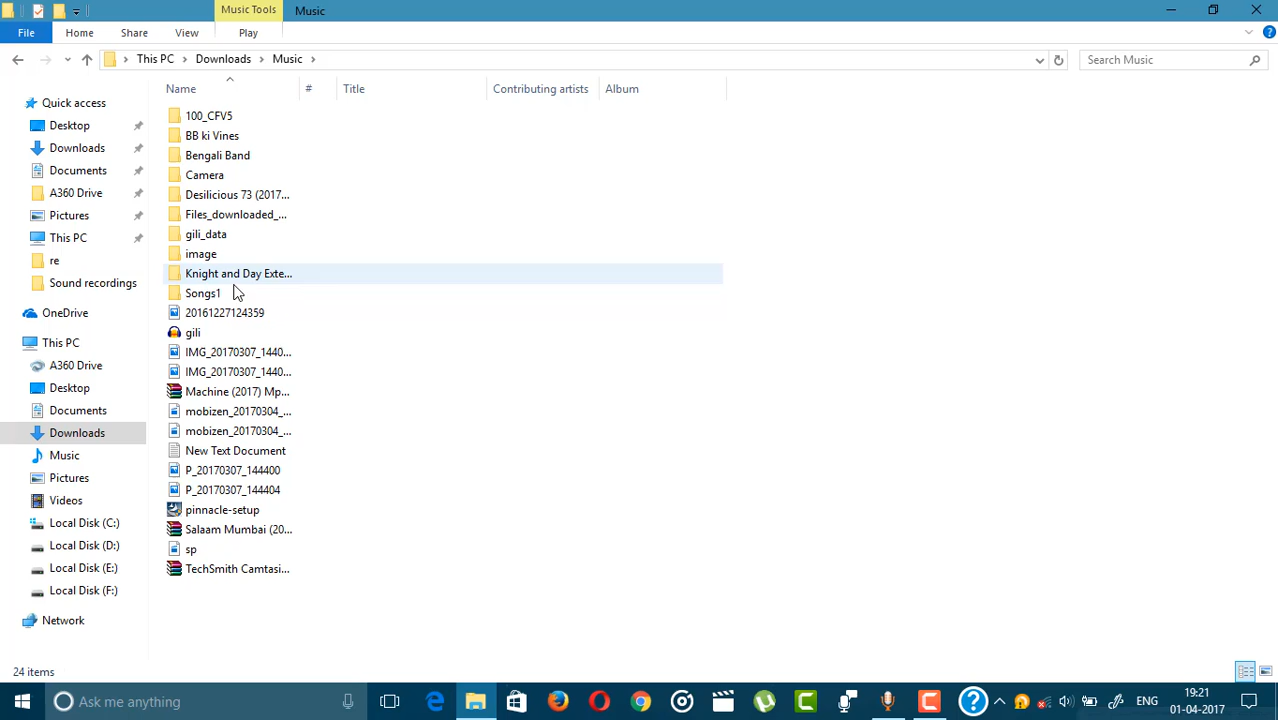 Music Tools
Music
File
Home
Share
View
Play
This PC
Downloads
Music
Search Music
Name
#
Title
Contributing artists
Album
Quick access
Desktop
Downloads
Documents
A360 Drive
Pictures
This PC
re
Sound recordings
OneDrive
This PC
A360 Drive
Desktop
Documents
Downloads
Music
Pictures
Videos
Local Disk (C:)
Local Disk (D:)
Local Disk (E:)
Local Disk (F:)
Network
100_CFV5
BB ki Vines
Bengali Band
Camera
Desilicious 73 (2017...
Files_downloaded_...
gili_data
image
Knight and Day Exte...
Songs1
20161227124359
gili
IMG_20170307_1440...
IMG_20170307_1440...
Machine (2017) Mp...
mobizen_20170304_...
mobizen_20170304_...
New Text Document
P_20170307_144400
P_20170307_144404
pinnacle-setup
Salaam Mumbai (20...
sp
TechSmith Camtasi...
24 items
Ask me anything
ENG
19:21
01-04-2017